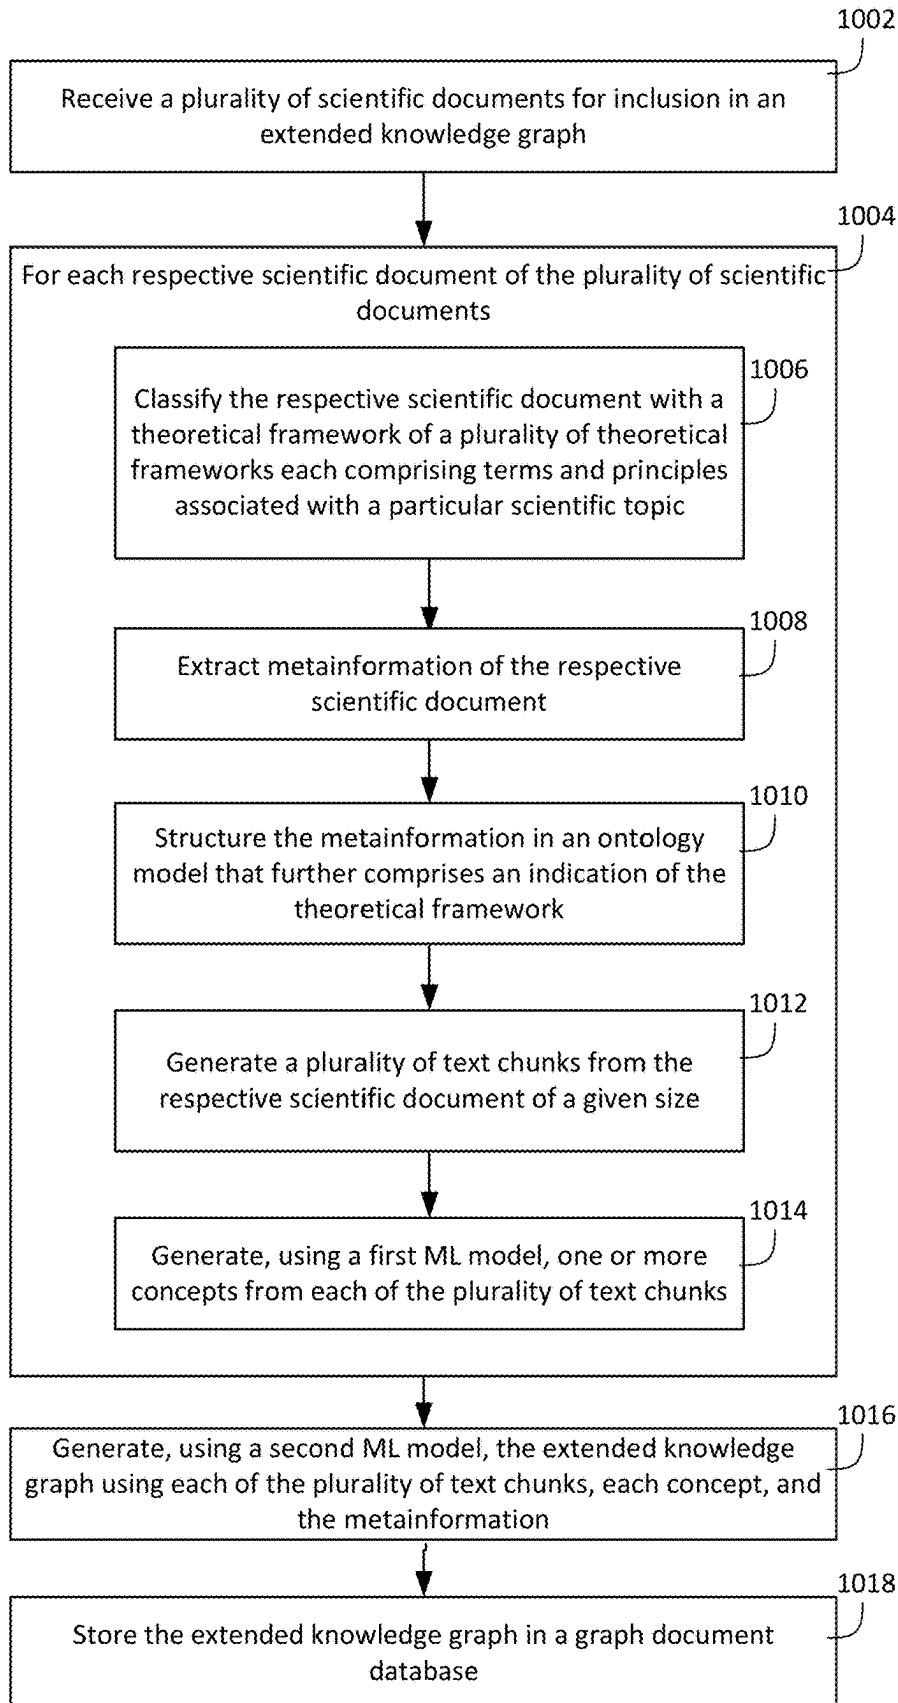 1002
Receive a plurality of scientific documents for inclusion in an
extended knowledge graph
1004
For each respective scientific document of the plurality of scientific
documents
1006
Classify the respective scientific document with a
theoretical framework of a plurality of theoretical
frameworks each comprising terms and principles
associated with a particular scientific topic
1008
Extract metainformation of the respective
scientific document
1010
Structure the metainformation in an ontology
model that further comprises an indication of the
theoretical framework
1012
Generate a plurality of text chunks from the
respective scientific document of a given size
1014
Generate, using a first ML model, one or more
concepts from each of the plurality of text chunks
1016
Generate, using a second ML model, the extended knowledge
graph using each of the plurality of text chunks, each concept, and
the metainformation
1018
Store the extended knowledge graph in a graph document
database